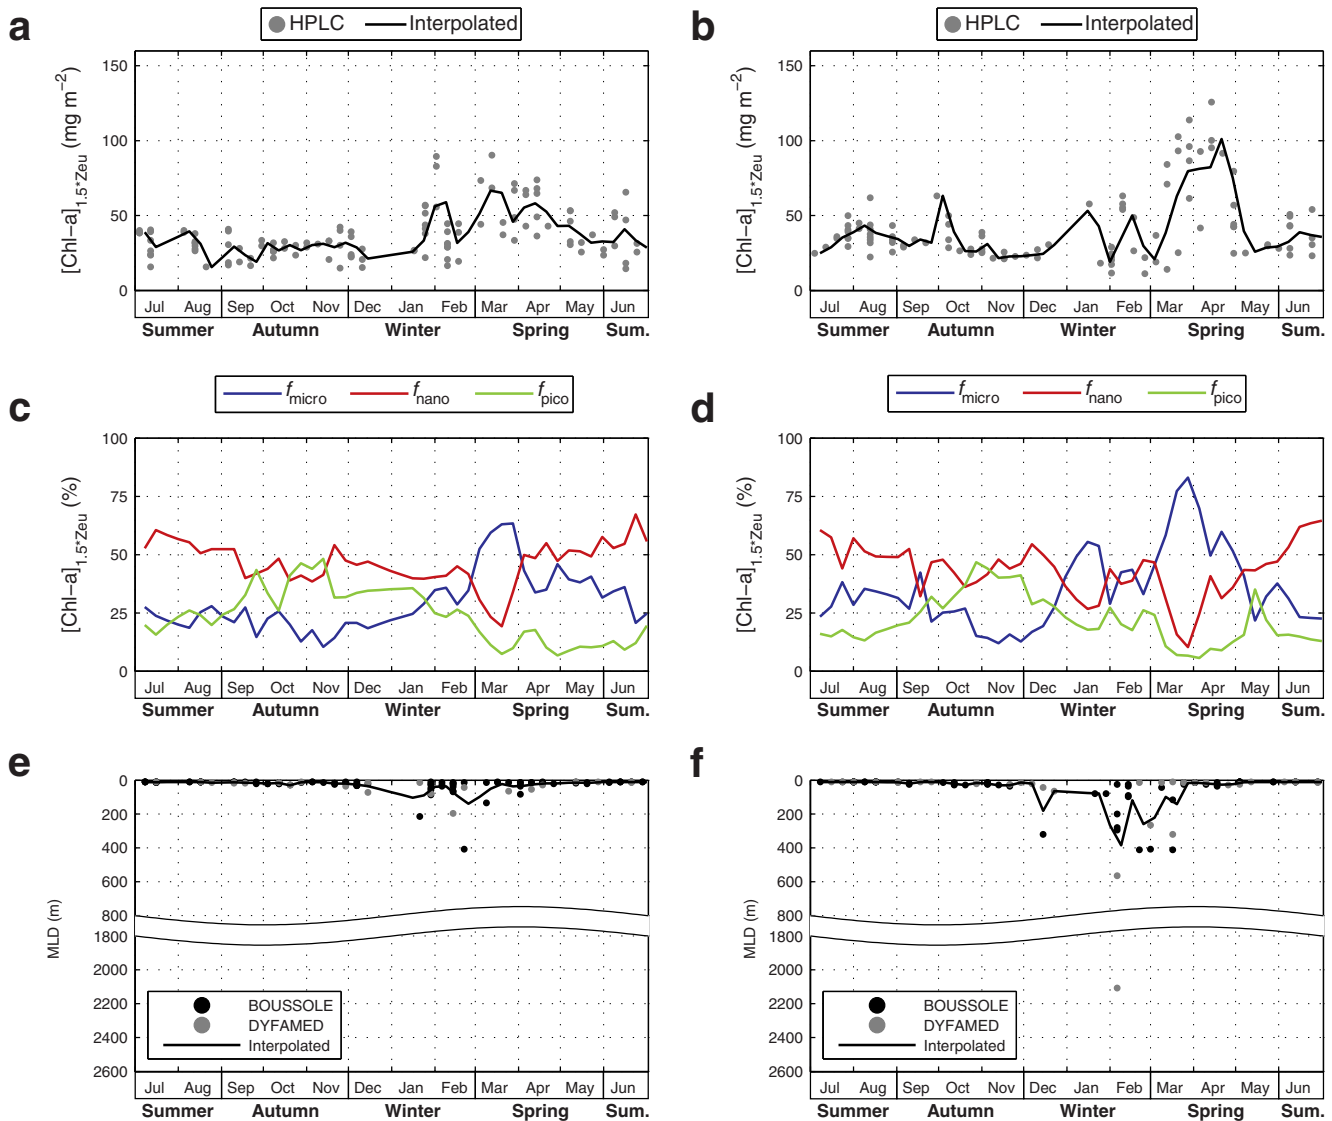 a
HPLC Interpolated
[Chl−a]1.5*Zeu (mg m−2)
150
100
50
0
Jul Aug Sep Oct Nov Dec Jan Feb Mar Apr May Jun
Summer Autumn Winter Spring Sum.
b
HPLC Interpolated
[Chl−a]1.5*Zeu (mg m−2)
150
100
50
0
Jul Aug Sep Oct Nov Dec Jan Feb Mar Apr May Jun
Summer Autumn Winter Spring Sum.
c
fmicro fnano fpico
[Chl−a]1.5*Zeu (%)
100
75
50
25
0
Jul Aug Sep Oct Nov Dec Jan Feb Mar Apr May Jun
Summer Autumn Winter Spring Sum.
d
fmicro fnano fpico
[Chl−a]1.5*Zeu (%)
100
75
50
25
0
Jul Aug Sep Oct Nov Dec Jan Feb Mar Apr May Jun
Summer Autumn Winter Spring Sum.
e
MLD (m)
0
200
400
600
800
1800
2000
2200
2400
2600
BOUSSOLE
DYFAMED
Interpolated
Jul Aug Sep Oct Nov Dec Jan Feb Mar Apr May Jun
Summer Autumn Winter Spring Sum.
f
MLD (m)
0
200
400
600
800
1800
2000
2200
2400
2600
BOUSSOLE
DYFAMED
Interpolated
Jul Aug Sep Oct Nov Dec Jan Feb Mar Apr May Jun
Summer Autumn Winter Spring Sum.